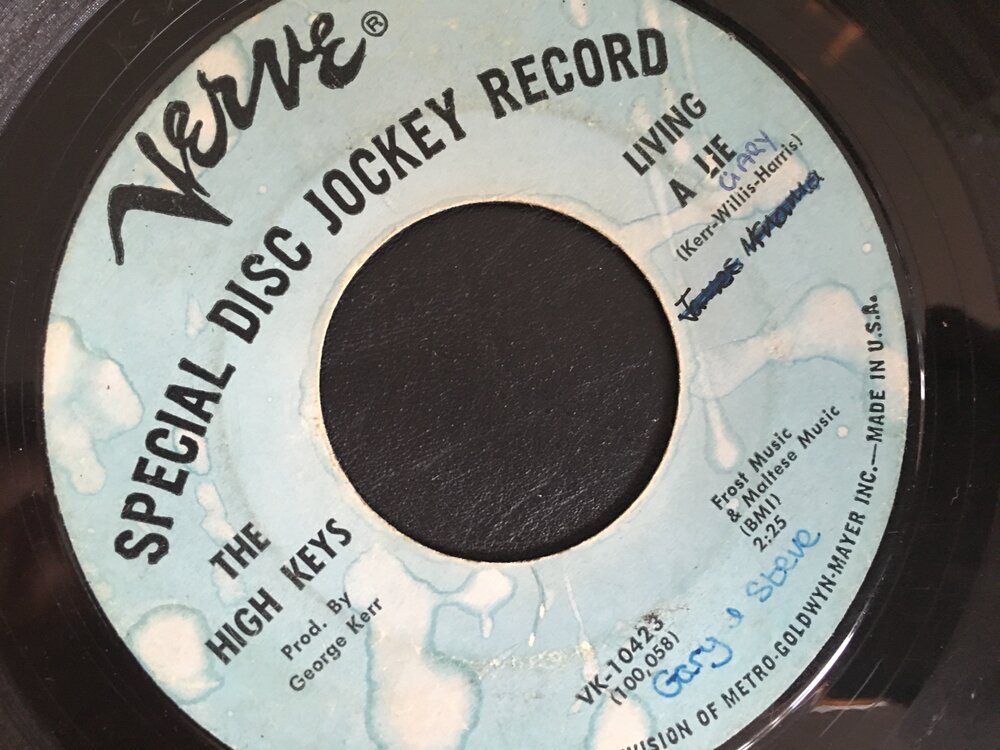 Verve®
SPECIAL DISC JOCKEY RECORD
LIVING
A LIE
GARY
(Kerr-Willis-Harris)
James
THE
HIGH KEYS
Prod. By
George Kerr
Frost Music
& Maltese Music
(BMI)
2:25
VK-10423
(100,058)
Gary & Steve
VISION OF METRO-GOLDWYN-MAYER INC.—MADE IN U.S.A.